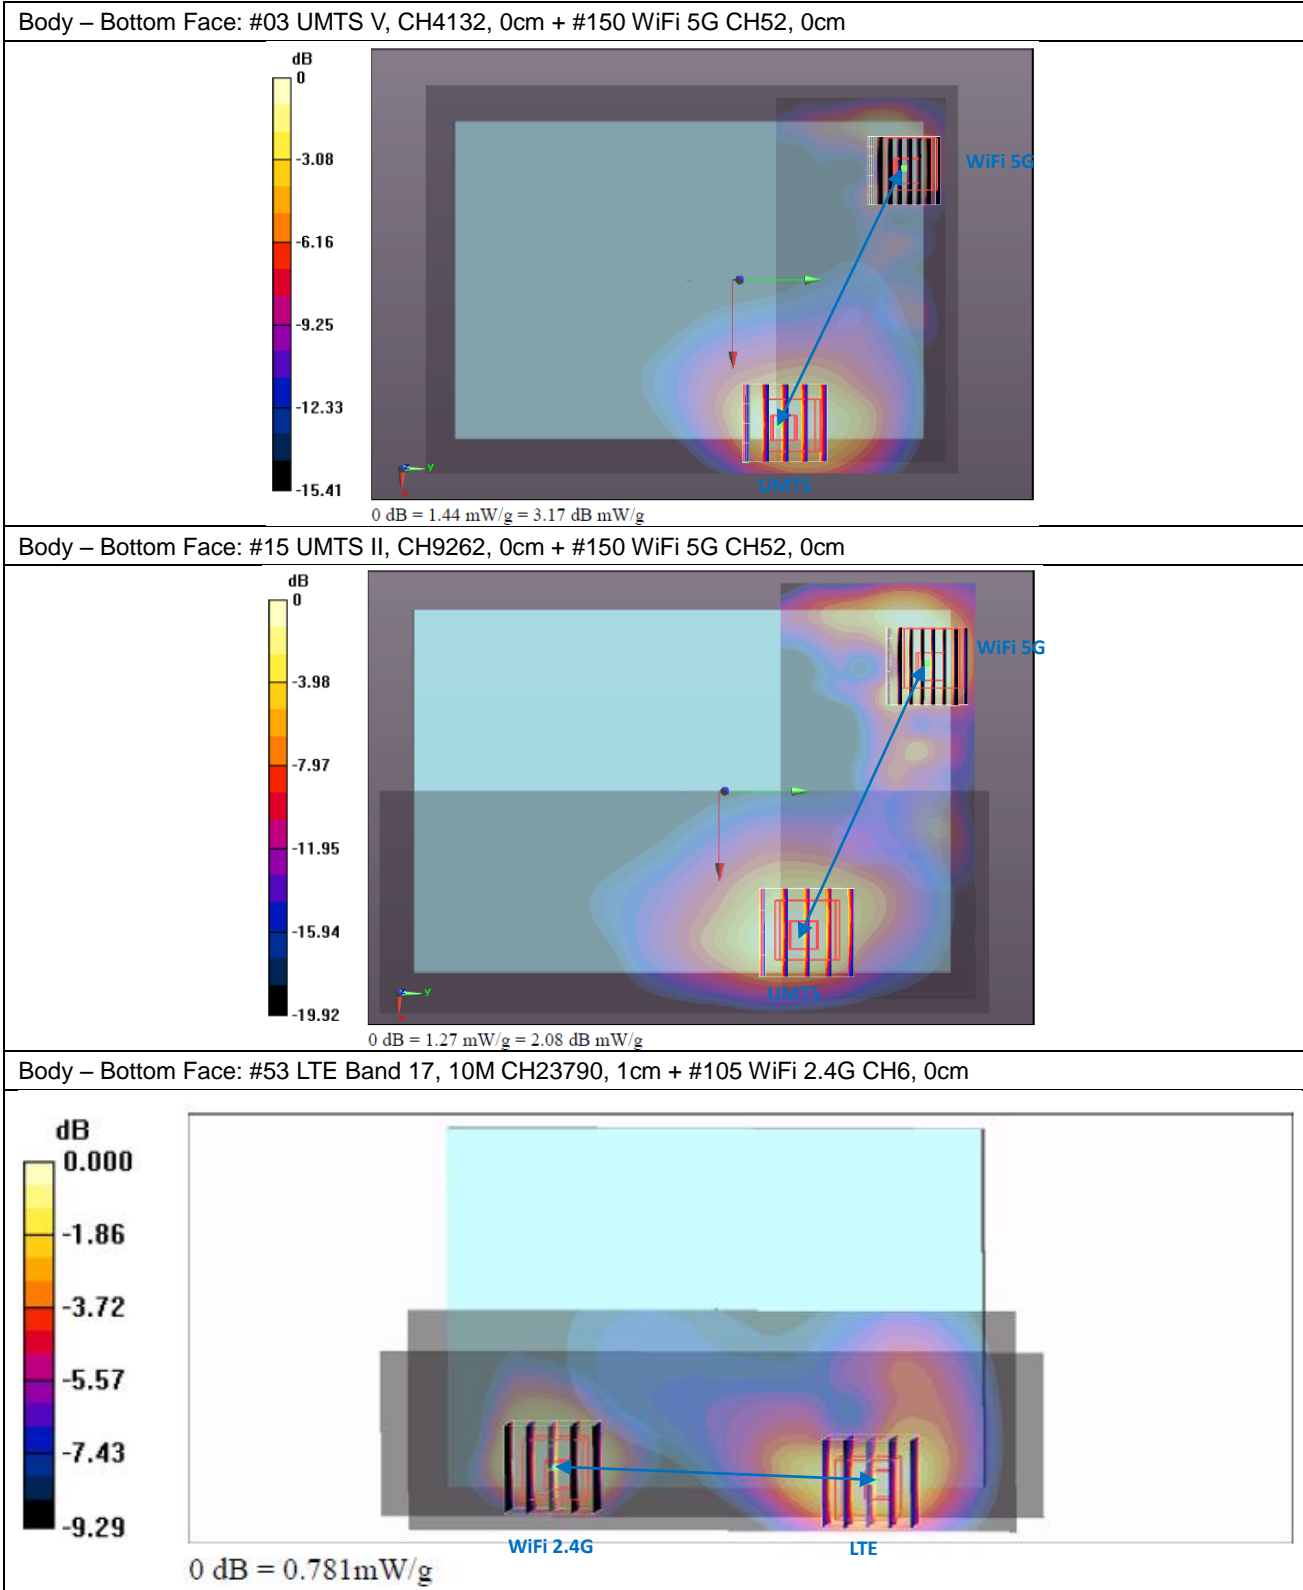 Body – Bottom Face: #03 UMTS V, CH4132, 0cm + #150 WiFi 5G CH52, 0cm
dB
0
-3.08
-6.16
-9.25
-12.33
-15.41
WiFi 5G
UMTS
z
y
x
0 dB = 1.44 mW/g = 3.17 dB mW/g
Body – Bottom Face: #15 UMTS II, CH9262, 0cm + #150 WiFi 5G CH52, 0cm
dB
0
-3.98
-7.97
-11.95
-15.94
-19.92
WiFi 5G
UMTS
z
y
x
0 dB = 1.27 mW/g = 2.08 dB mW/g
Body – Bottom Face: #53 LTE Band 17, 10M CH23790, 1cm + #105 WiFi 2.4G CH6, 0cm
dB
0.000
-1.86
-3.72
-5.57
-7.43
-9.29
WiFi 2.4G
LTE
0 dB = 0.781mW/g